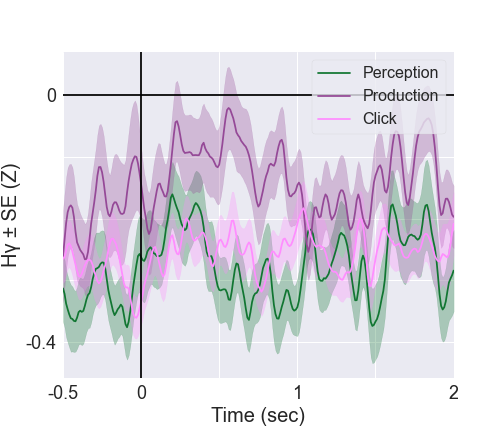 Perception
Production
Click
0
-0.4
Hγ ± SE (Z)
-0.5 0 1 2
Time (sec)